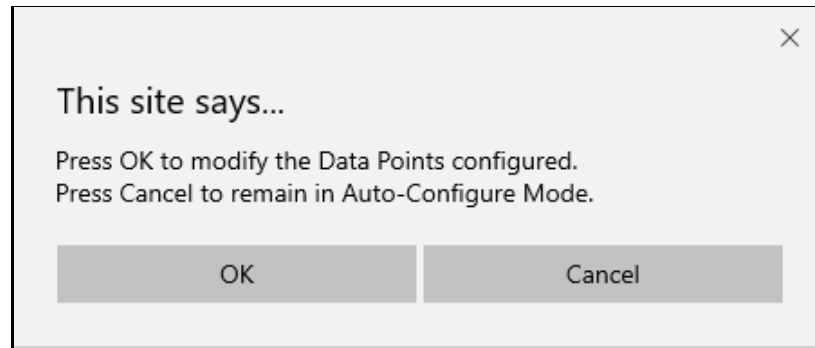 This site says...
Press OK to modify the Data Points configured.
Press Cancel to remain in Auto-Configure Mode.
OK
Cancel